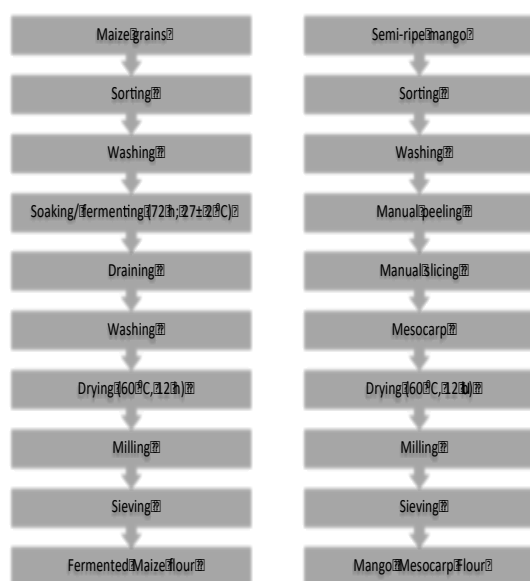 Maize grains
Sorting
Washing
Soaking/ fermenting (72 h; 27± 2 °C)
Draining
Washing
Drying (60 °C, 12 h)
Milling
Sieving
Fermented Maize flour
Semi-ripe mango
Sorting
Washing
Manual peeling
Manual slicing
Mesocarp
Drying (60 °C, 12 h)
Milling
Sieving
Mango Mesocarp Flour